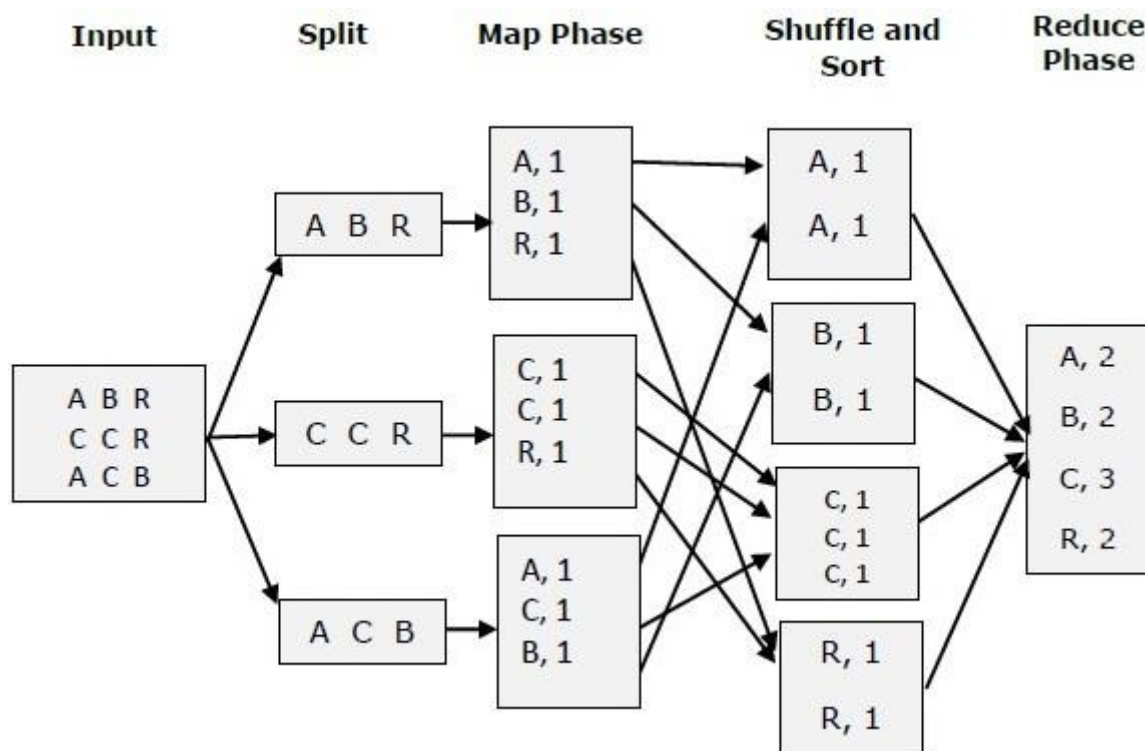 Input
Split
Map Phase
Shuffle and
Sort
Reduce
Phase
A B R
C C R
A C B
A B R
C C R
A C B
A, 1
B, 1
R, 1
C, 1
C, 1
R, 1
A, 1
C, 1
B, 1
A, 1
A, 1
B, 1
B, 1
C, 1
C, 1
C, 1
R, 1
R, 1
A, 2
B, 2
C, 3
R, 2